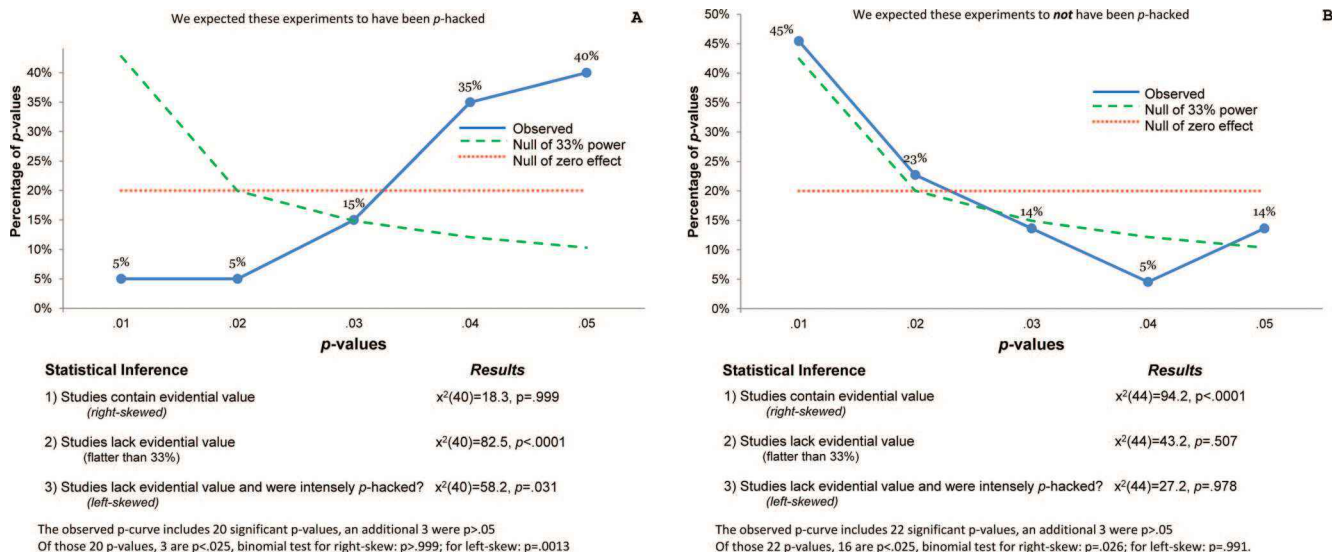 We expected these experiments to have been p-hacked
A
Percentage of p-values
40%
35%
30%
25%
20%
15%
10%
5%
0%
5%
5%
15%
35%
40%
Observed
Null of 33% power
Null of zero effect
.01 .02 .03 .04 .05
p-values
Statistical Inference Results
1) Studies contain evidential value x²(40)=18.3, p=.999
(right-skewed)
2) Studies lack evidential value x²(40)=82.5, p<.0001
(flatter than 33%)
3) Studies lack evidential value and were intensely p-hacked? x²(40)=58.2, p=.031
(left-skewed)
The observed p-curve includes 20 significant p-values, an additional 3 were p>.05
Of those 20 p-values, 3 are p<.025, binomial test for right-skew: p>.999; for left-skew: p=.0013
We expected these experiments to not have been p-hacked
B
Percentage of p-values
50%
45%
40%
35%
30%
25%
20%
15%
10%
5%
0%
45%
23%
14%
5%
14%
Observed
Null of 33% power
Null of zero effect
.01 .02 .03 .04 .05
p-values
Statistical Inference Results
1) Studies contain evidential value x²(44)=94.2, p<.0001
(right-skewed)
2) Studies lack evidential value x²(44)=43.2, p=.507
(flatter than 33%)
3) Studies lack evidential value and were intensely p-hacked? x²(44)=27.2, p=.978
(left-skewed)
The observed p-curve includes 22 significant p-values, an additional 3 were p>.05
Of those 22 p-values, 16 are p<.025, binomial test for right-skew: p=.026; for left-skew: p=.991.